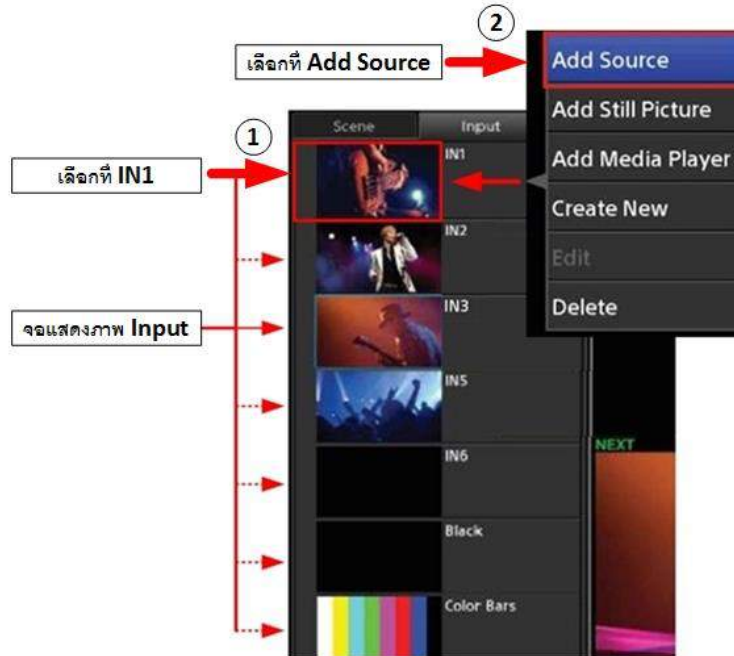 2
เลือกที่ Add Source
Add Source
Add Still Picture
Add Media Player
Create New
Edit
Delete
1
Scene
Input
เลือกที่ IN1
IN1
IN2
จอแสดงภาพ Input
IN3
IN5
NEXT
IN6
Black
Color Bars